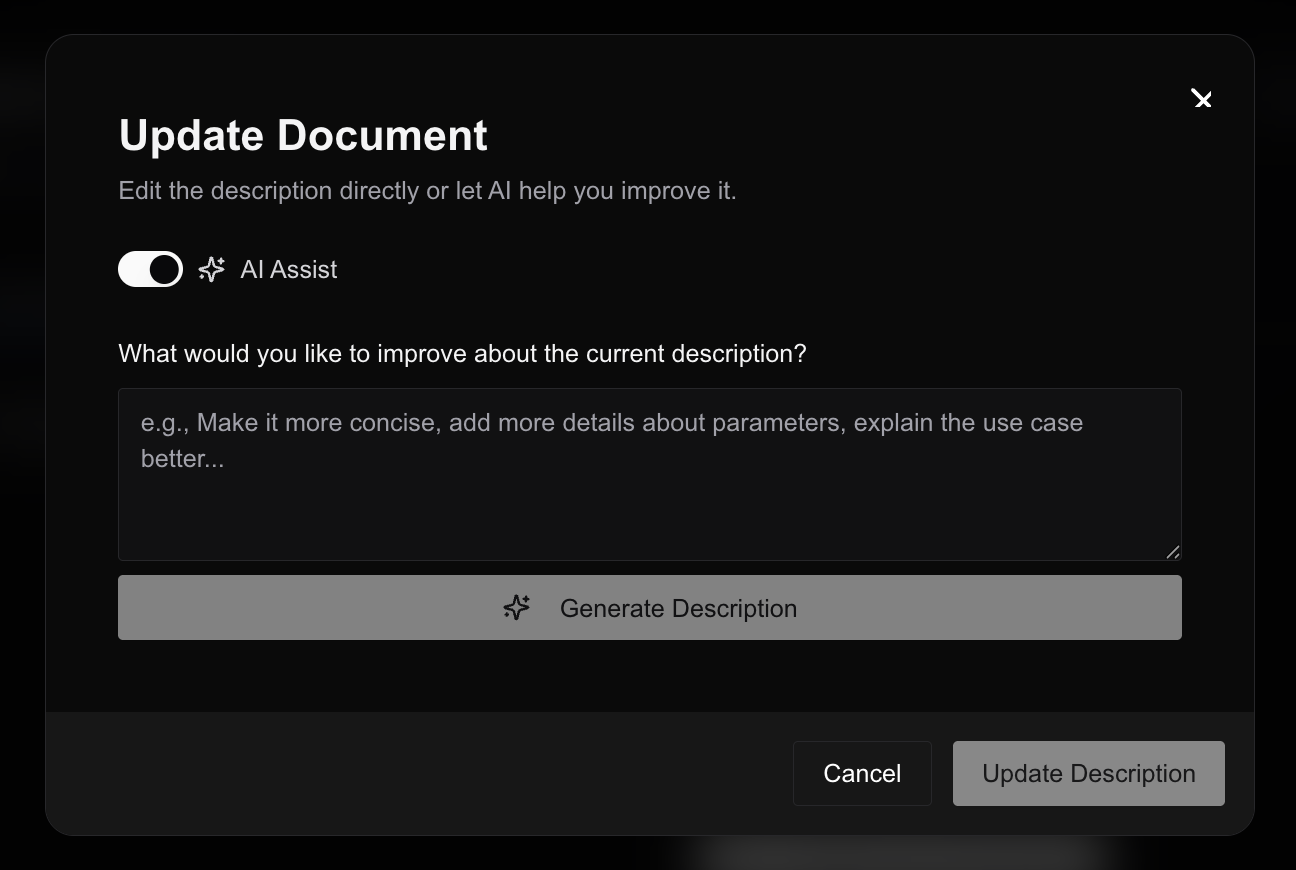 Update Document
Edit the description directly or let AI help you improve it.
AI Assist
What would you like to improve about the current description?
e.g., Make it more concise, add more details about parameters, explain the use case
better...
Generate Description
Cancel
Update Description